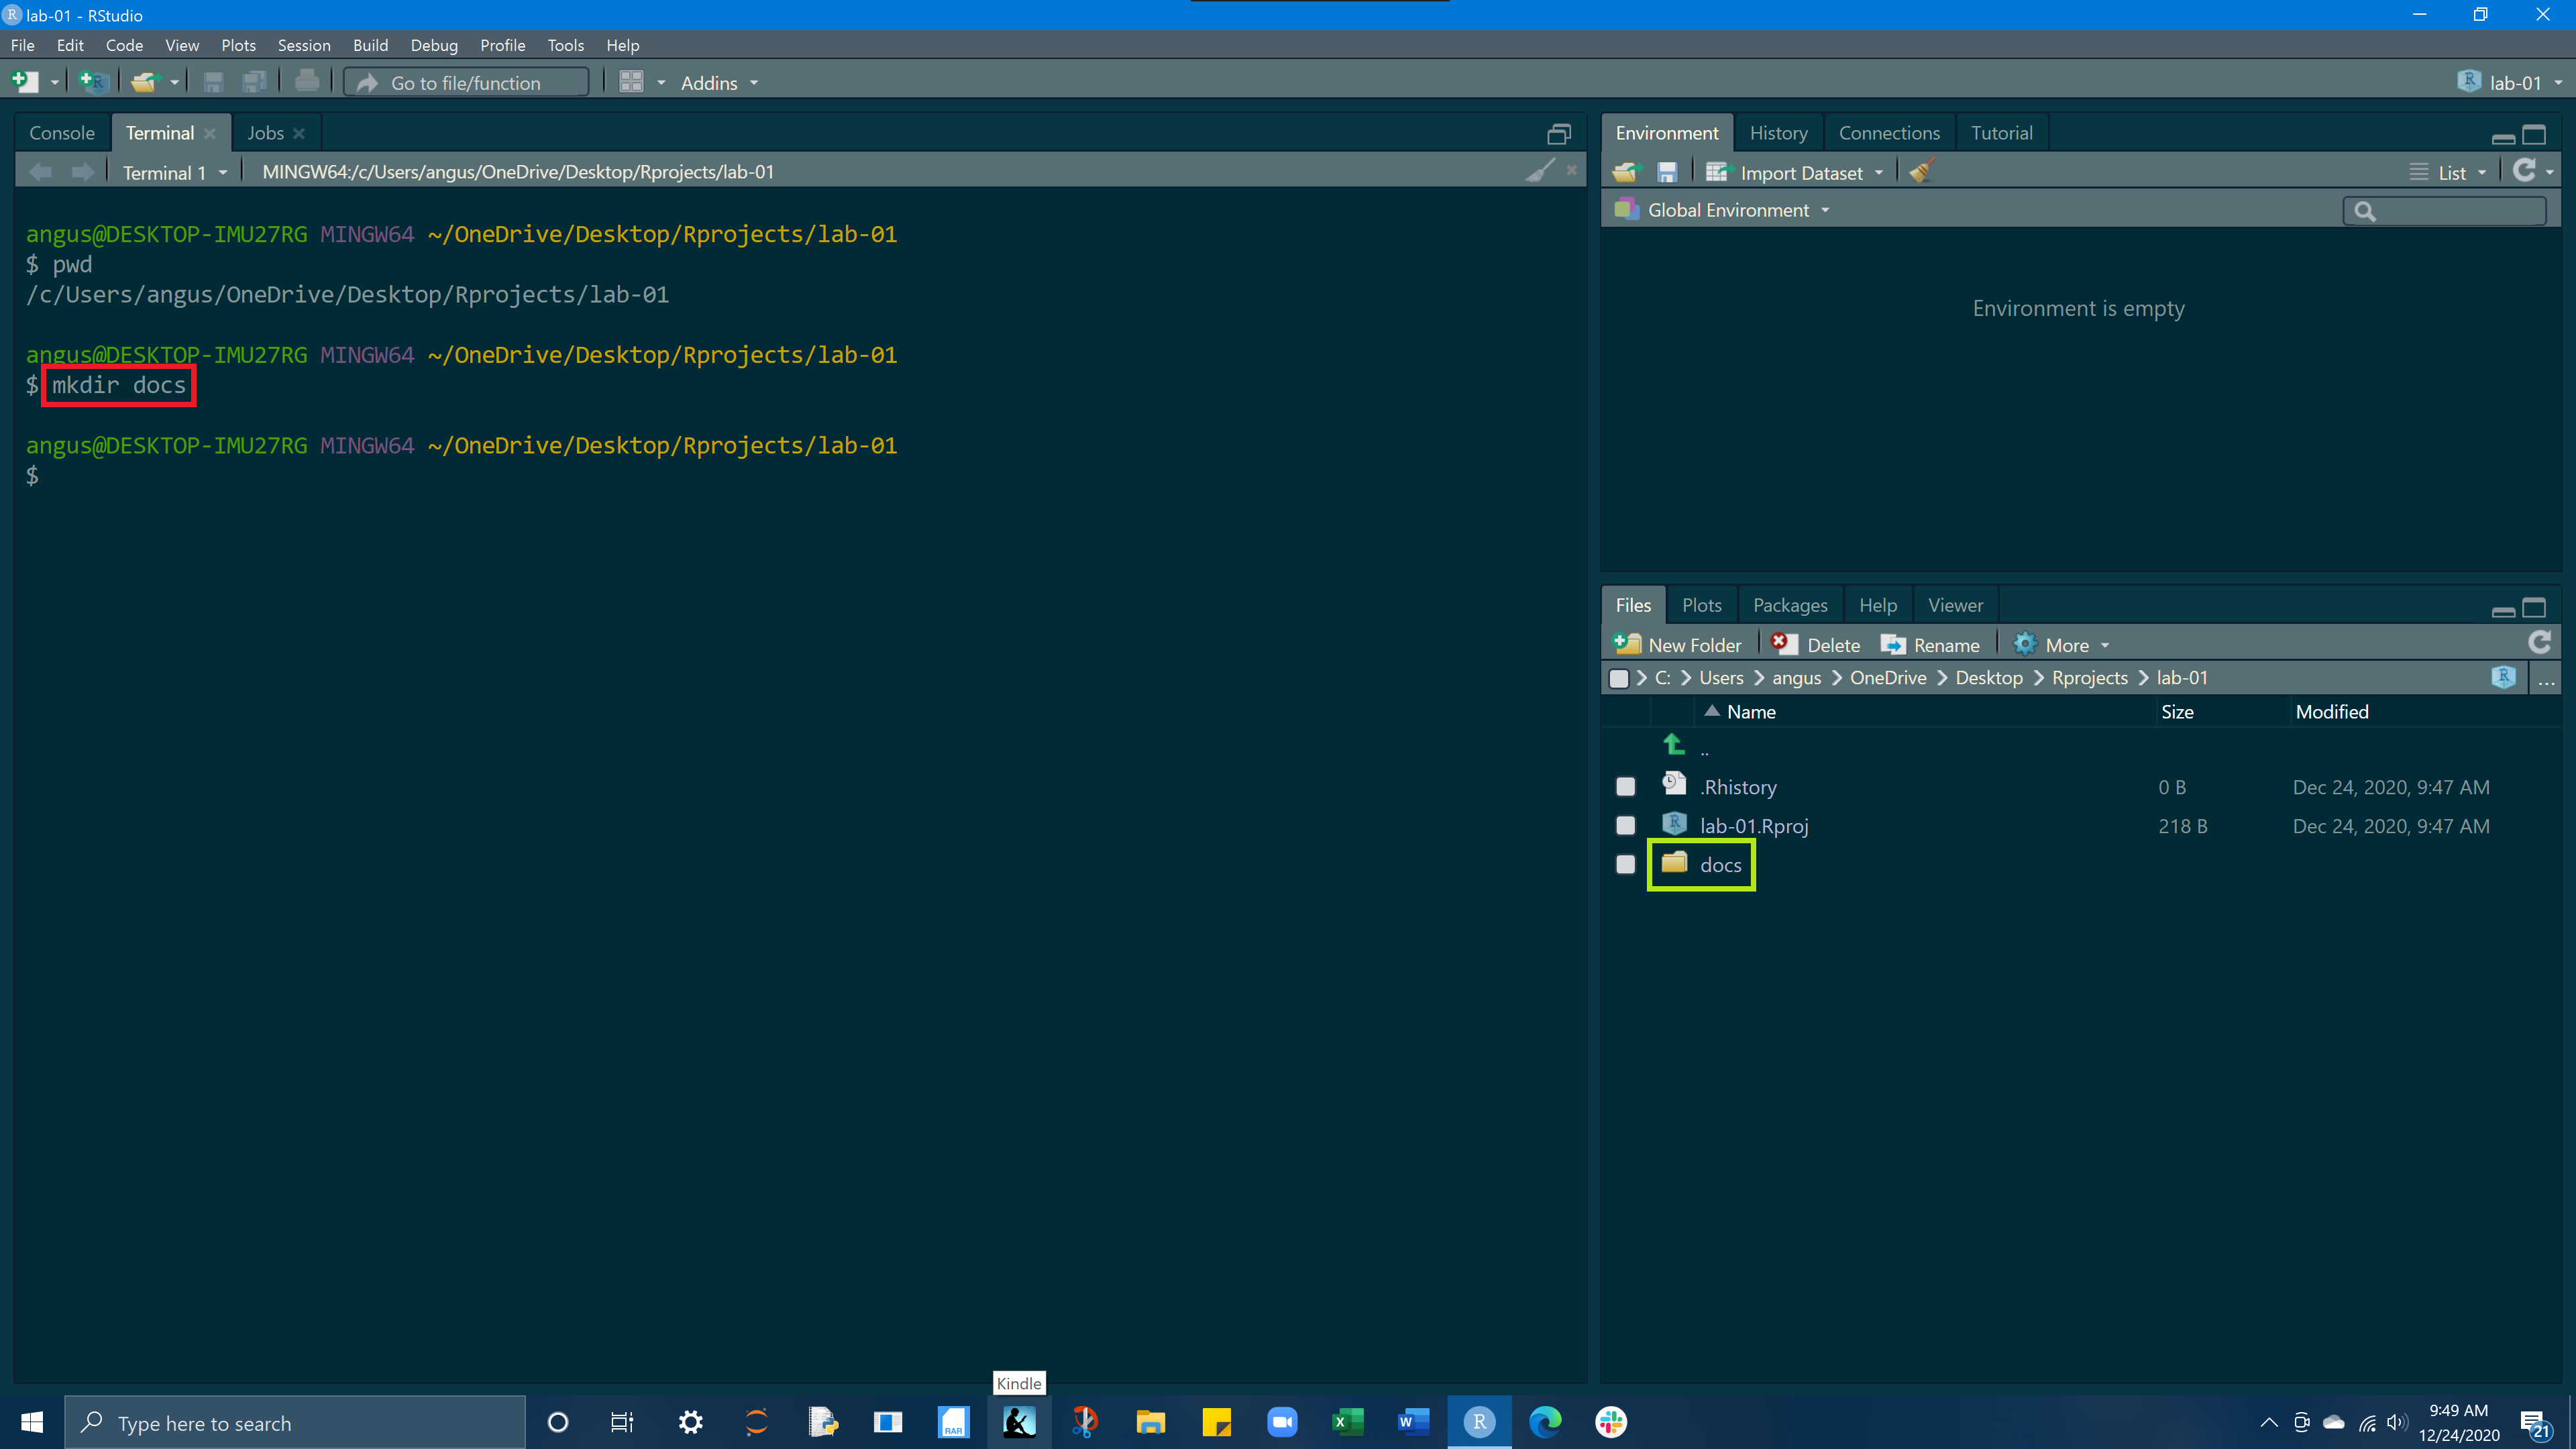 lab-01 - RStudio
File Edit Code View Plots Session Build Debug Profile Tools Help
Go to file/function Addins lab-01
Console Terminal Jobs
Terminal 1 MINGW64:/c/Users/angus/OneDrive/Desktop/Rprojects/lab-01
angus@DESKTOP-IMU27RG MINGW64 ~/OneDrive/Desktop/Rprojects/lab-01
$ pwd
/c/Users/angus/OneDrive/Desktop/Rprojects/lab-01
angus@DESKTOP-IMU27RG MINGW64 ~/OneDrive/Desktop/Rprojects/lab-01
$ mkdir docs
angus@DESKTOP-IMU27RG MINGW64 ~/OneDrive/Desktop/Rprojects/lab-01
$
Environment History Connections Tutorial
Import Dataset List
Global Environment
Environment is empty
Files Plots Packages Help Viewer
New Folder Delete Rename More
C: Users angus OneDrive Desktop Rprojects lab-01 ...
Name Size Modified
..
.Rhistory 0 B Dec 24, 2020, 9:47 AM
lab-01.Rproj 218 B Dec 24, 2020, 9:47 AM
docs
Kindle
Type here to search
RAR
9:49 AM
12/24/2020
21